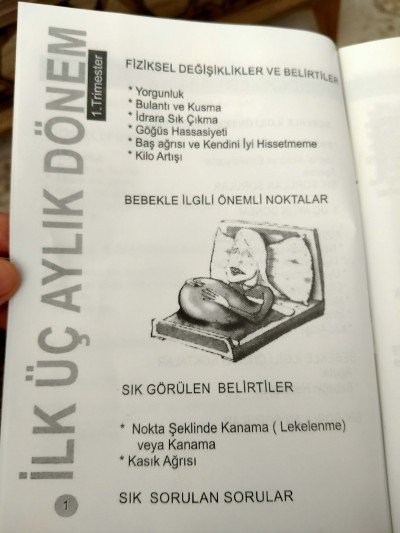 İLK ÜÇ AYLIK DÖNEM
1.Trimester
FİZİKSEL DEĞİŞİKLİKLER VE BELİRTİLER
* Yorgunluk
* Bulantı ve Kusma
* İdrara Sık Çıkma
* Göğüs Hassasiyeti
* Baş ağrısı ve Kendini İyi Hissetmeme
* Kilo Artışı
BEBEKLE İLGİLİ ÖNEMLİ NOKTALAR
SIK GÖRÜLEN BELİRTİLER
* Nokta Şeklinde Kanama ( Lekelenme)
veya Kanama
* Kasık Ağrısı
SIK SORULAN SORULAR
1